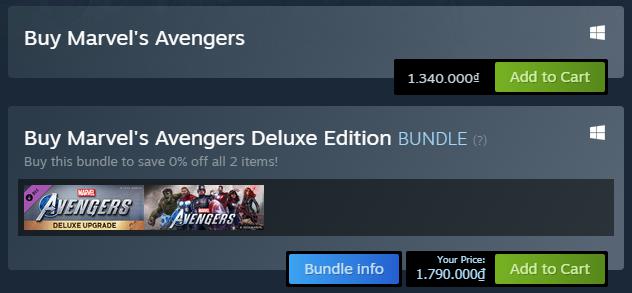 Buy Marvel's Avengers
1.340.000₫
Add to Cart
Buy Marvel's Avengers Deluxe Edition BUNDLE (?)
Buy this bundle to save 0% off all 2 items!
MARVEL
AVENGERS
DELUXE UPGRADE
MARVEL
AVENGERS
Bundle info
Your Price:
1.790.000₫
Add to Cart